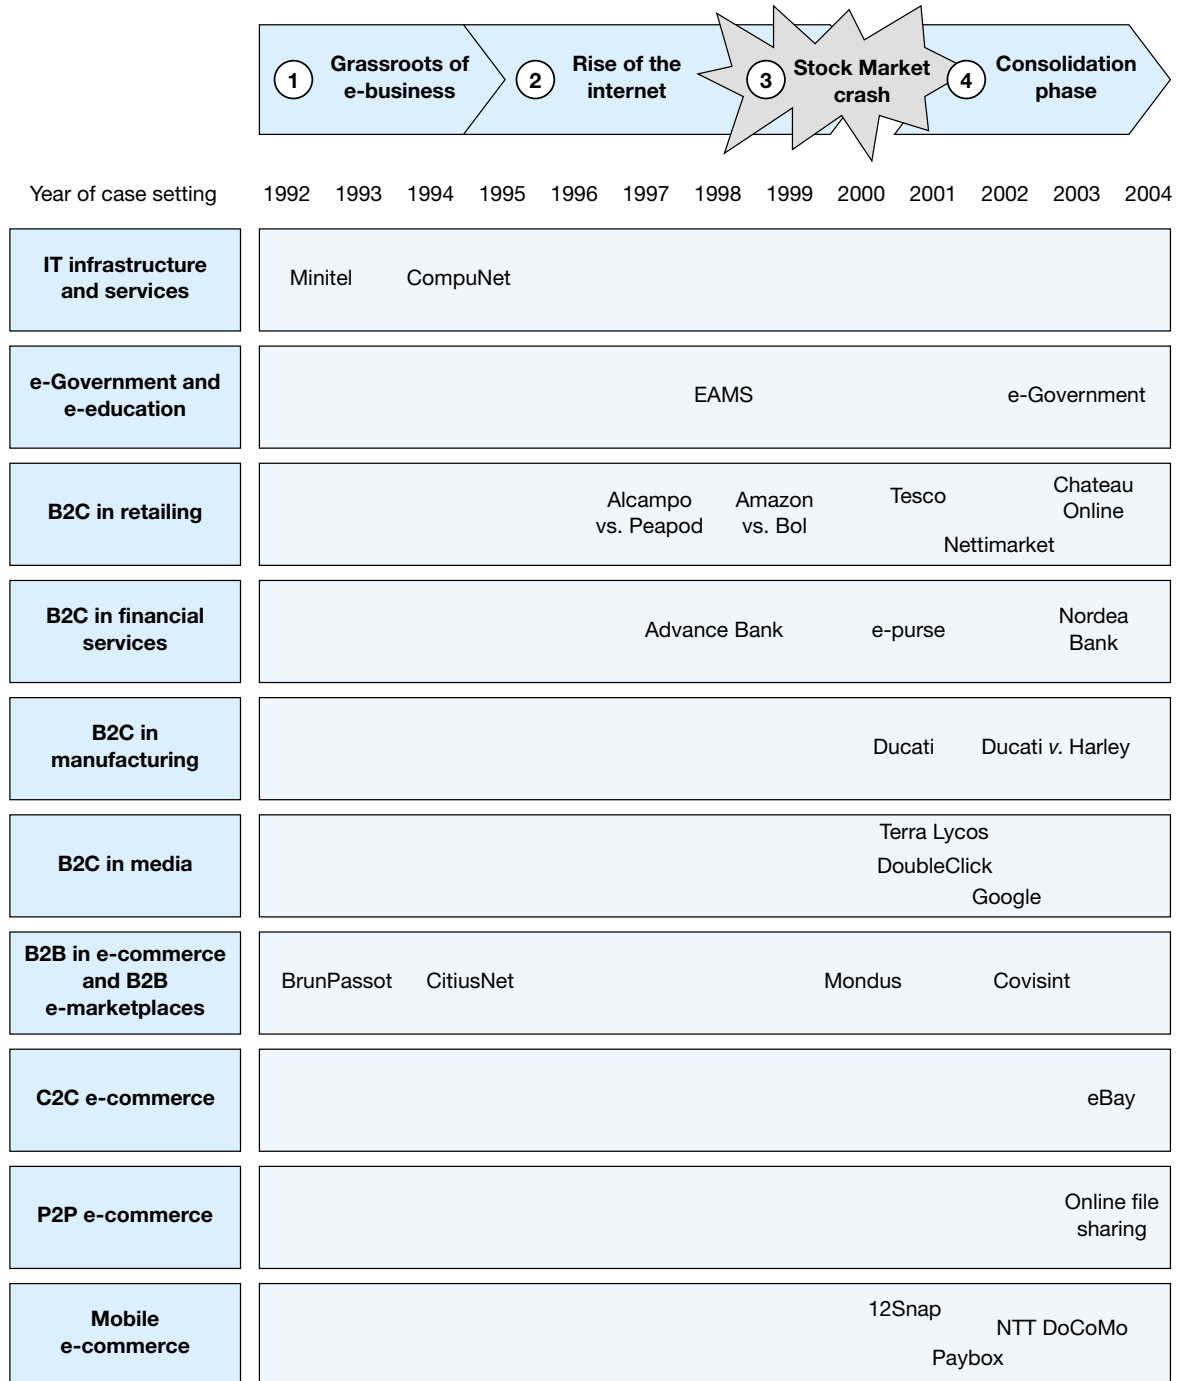 1
Grassroots of
e-business
2
Rise of the
internet
3
Stock Market
crash
4
Consolidation
phase
Year of case setting 1992 1993 1994 1995 1996 1997 1998 1999 2000 2001 2002 2003 2004
IT infrastructure
and services
Minitel CompuNet
e-Government and
e-education
EAMS e-Government
B2C in retailing
Alcampo
vs. Peapod
Amazon
vs. Bol
Tesco
Nettimarket
Chateau
Online
B2C in financial
services
Advance Bank e-purse
Nordea
Bank
B2C in
manufacturing
Ducati Ducati v. Harley
B2C in media
Terra Lycos
DoubleClick
Google
B2B in e-commerce
and B2B
e-marketplaces
BrunPassot CitiusNet Mondus Covisint
C2C e-commerce
eBay
P2P e-commerce
Online file
sharing
Mobile
e-commerce
12Snap
NTT DoCoMo
Paybox